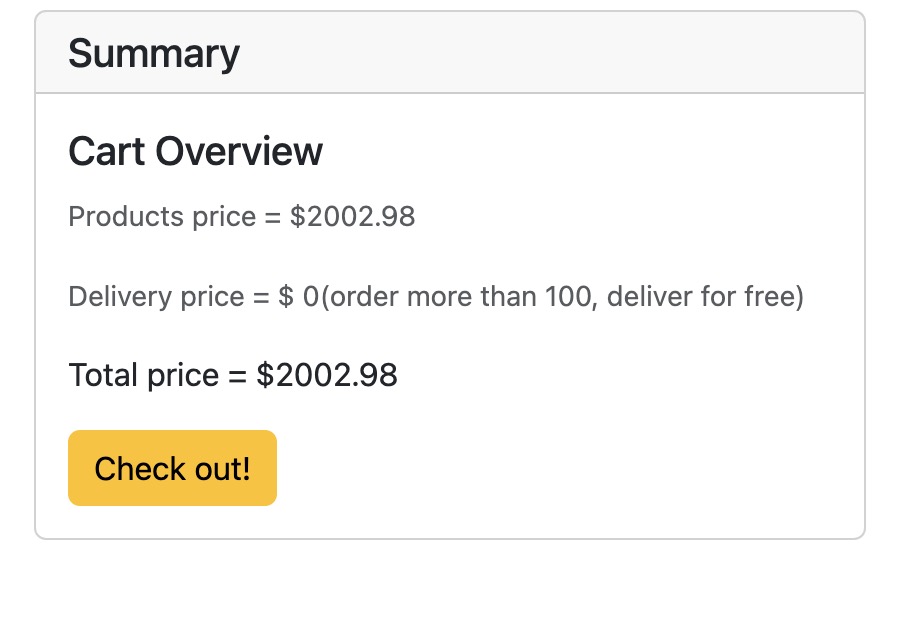 Summary
Cart Overview
Products price = $2002.98
Delivery price = $ 0(order more than 100, deliver for free)
Total price = $2002.98
Check out!